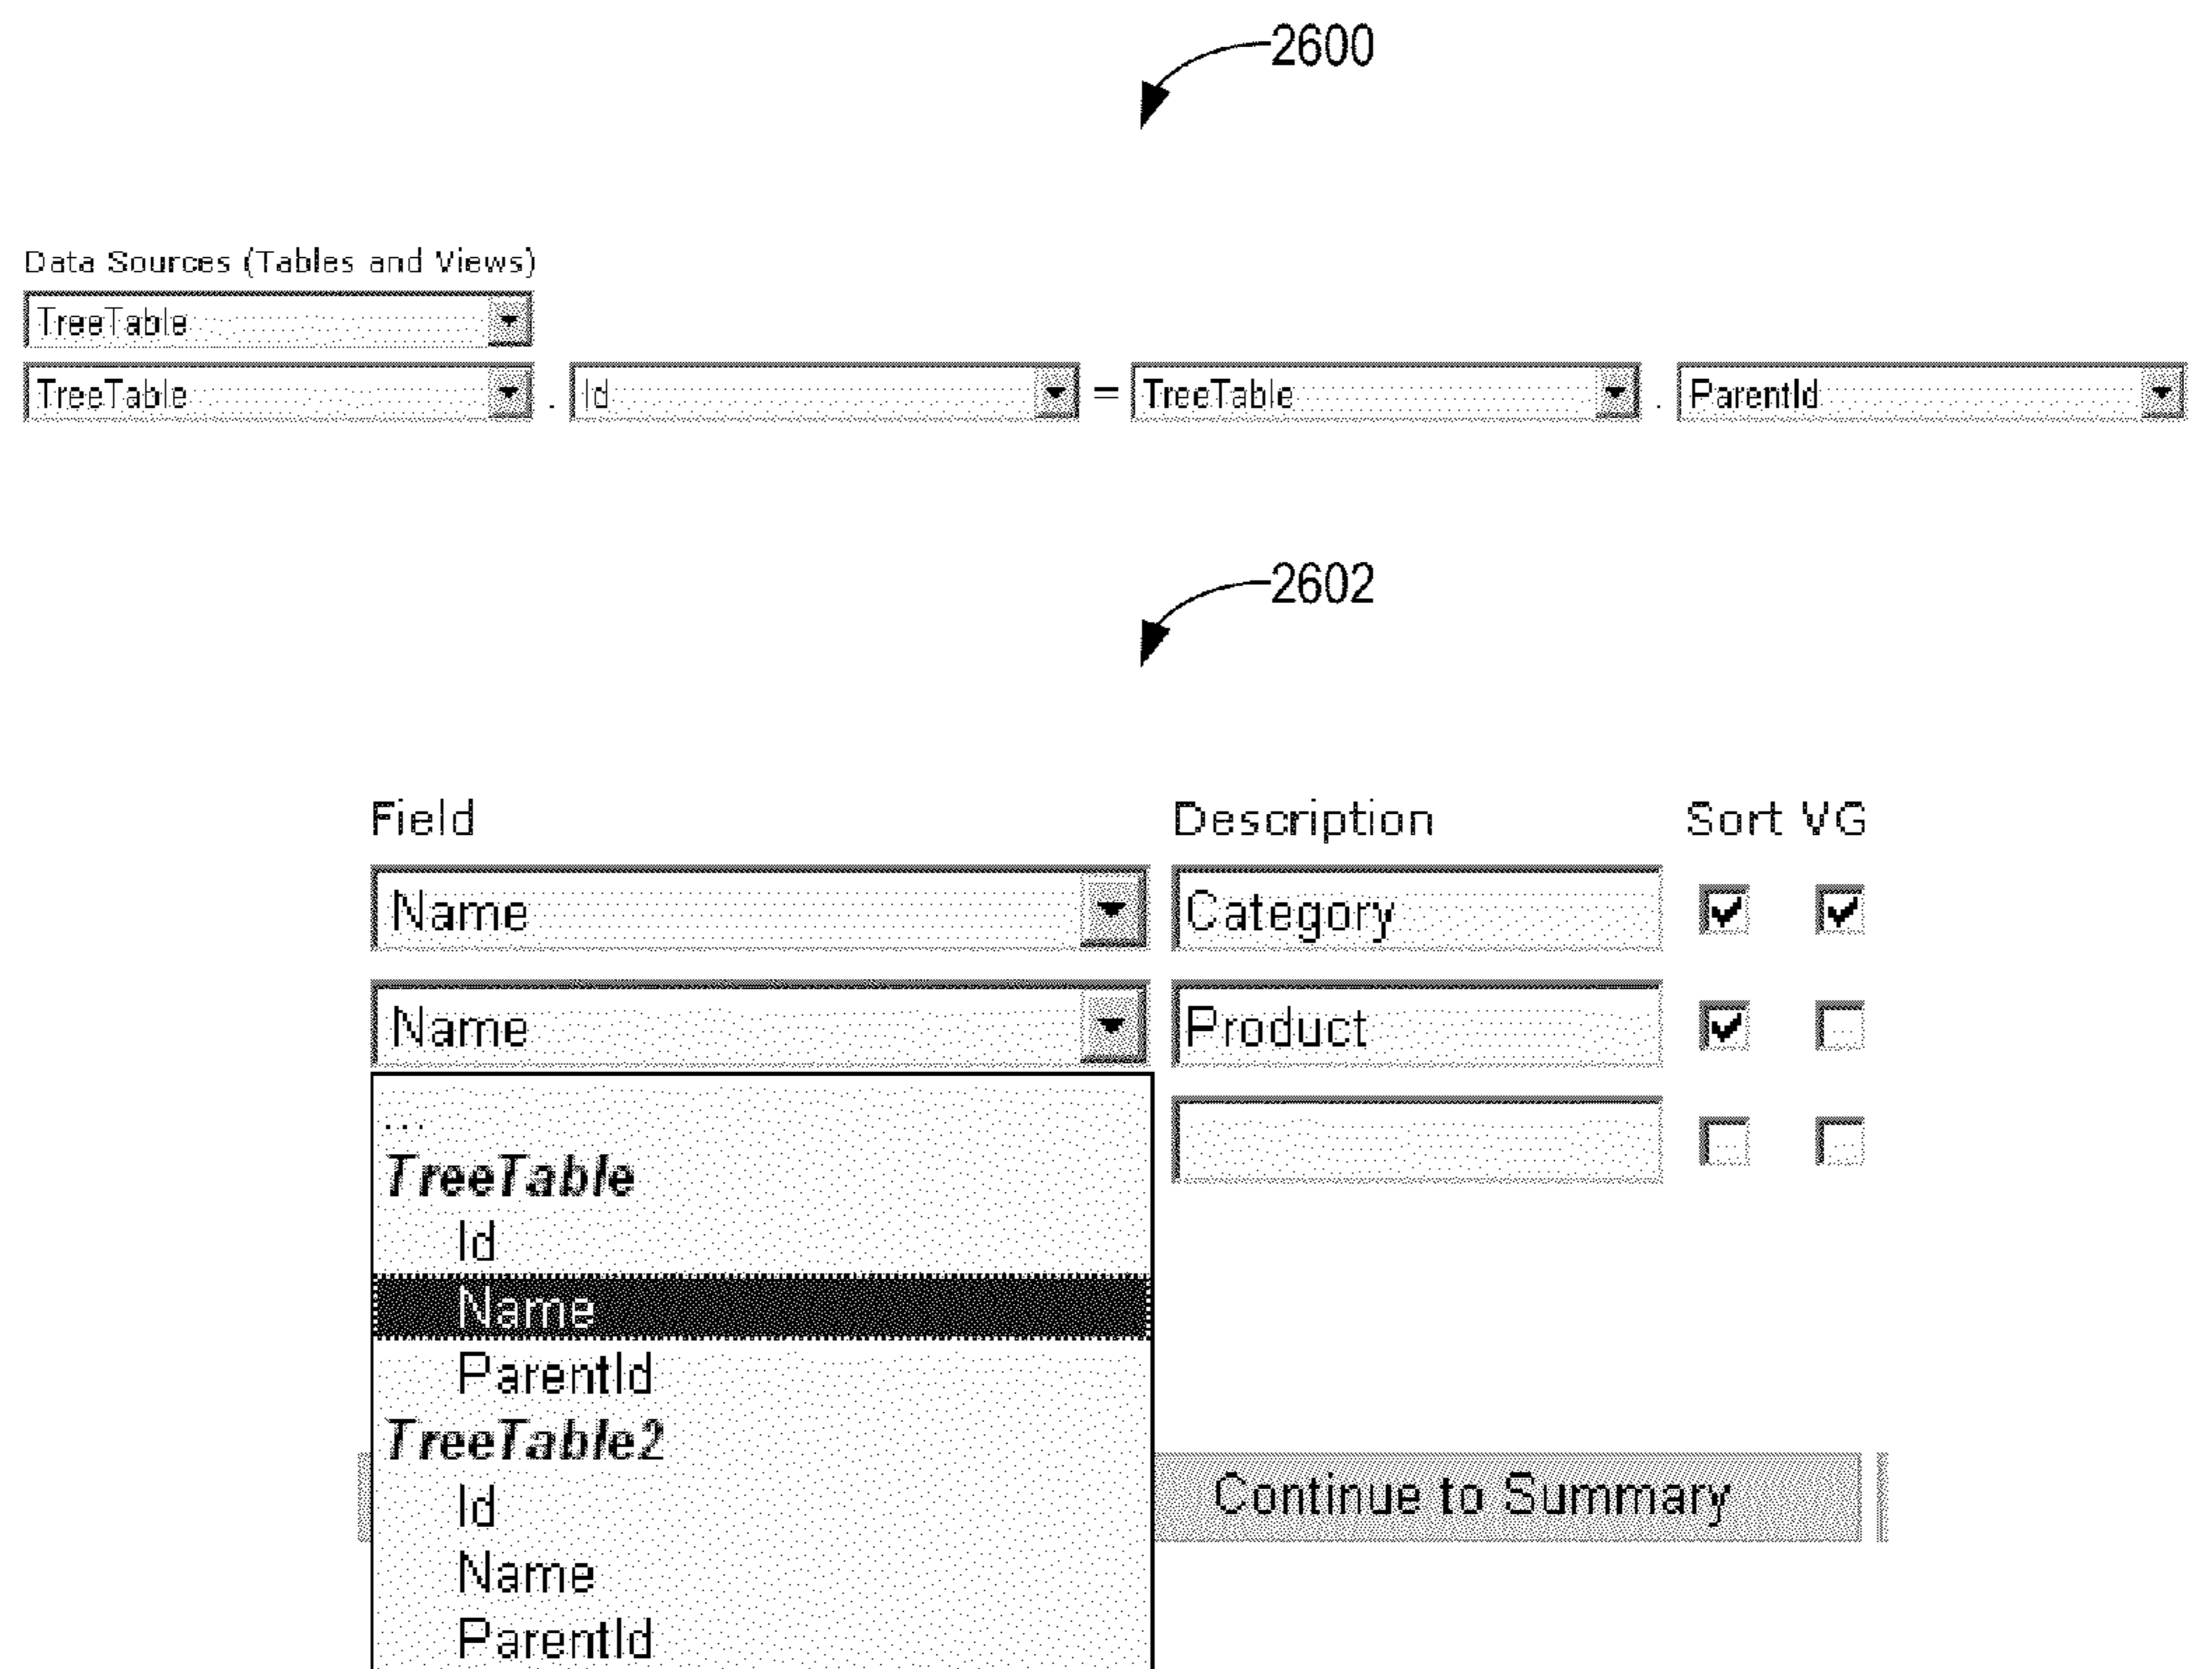 2600
Data Sources (Tables and Views)
TreeTable
TreeTable . Id = TreeTable . ParentId
2602
Field Description Sort VG
Name Category
Name Product
...
TreeTable
Id
Name
ParentId
TreeTable2
Id
Continue to Summary
Name
ParentId